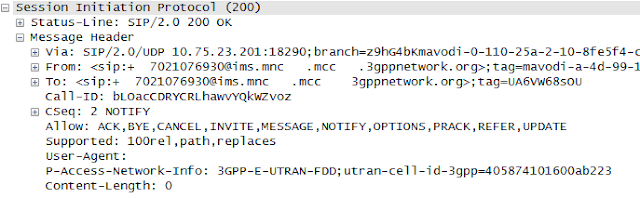 Session Initiation Protocol (200)
Status-Line: SIP/2.0 200 OK
Message Header
Via: SIP/2.0/UDP 10.75.23.201:18290;branch=z9hG4bKmavodi-0-110-25a-2-10-8fe5f4-c
From: <sip:+ 7021076930@ims.mnc .mcc .3gppnetwork.org>;tag=mavodi-a-4d-99-1
To: <sip:+ 7021076930@ims.mnc .mcc 3gppnetwork.org>;tag=UA6VW68sOU
Call-ID: bLOacCDRYCRLhawvYQkWZvoz
CSeq: 2 NOTIFY
Allow: ACK,BYE,CANCEL,INVITE,MESSAGE,NOTIFY,OPTIONS,PRACK,REFER,UPDATE
Supported: 100rel,path,replaces
User-Agent:
P-Access-Network-Info: 3GPP-E-UTRAN-FDD;utran-cell-id-3gpp=405874101600ab223
Content-Length: 0